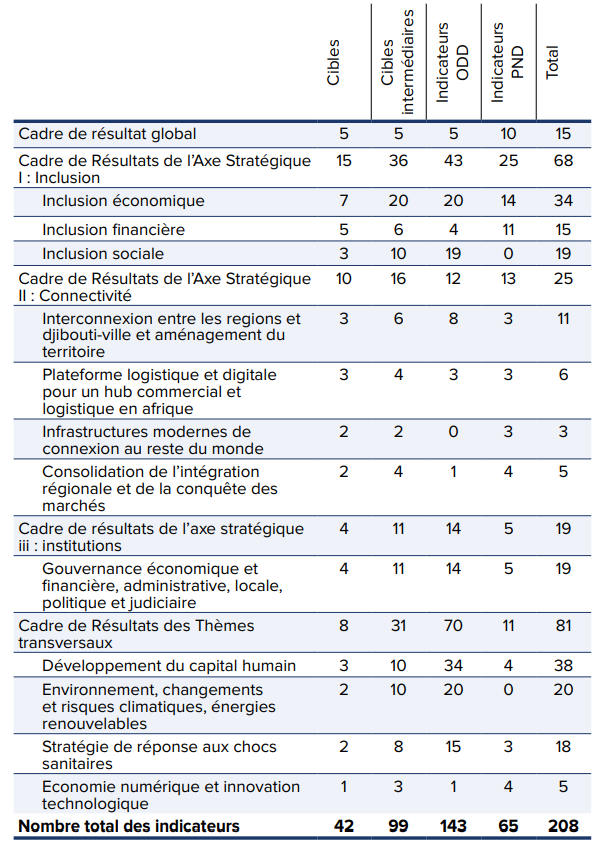 Cibles
Cibles
intermédiaires
Indicateurs
ODD
Indicateurs
PND
Total
Cadre de résultat global 5 5 5 10 15
Cadre de Résultats de l'Axe Stratégique 15 36 43 25 68
I : Inclusion
Inclusion économique 7 20 20 14 34
Inclusion financière 5 6 4 11 15
Inclusion sociale 3 10 19 0 19
Cadre de Résultats de l'Axe Stratégique 10 16 12 13 25
II : Connectivité
Interconnexion entre les regions et 3 6 8 3 11
djibouti-ville et aménagement du
territoire
Plateforme logistique et digitale 3 4 3 3 6
pour un hub commercial et
logistique en afrique
Infrastructures modernes de 2 2 0 3 3
connexion au reste du monde
Consolidation de l'intégration 2 4 1 4 5
régionale et de la conquête des
marchés
Cadre de résultats de l'axe stratégique 4 11 14 5 19
iii : institutions
Gouvernance économique et 4 11 14 5 19
financière, administrative, locale,
politique et judiciaire
Cadre de Résultats des Thèmes 8 31 70 11 81
transversaux
Développement du capital humain 3 10 34 4 38
Environnement, changements 2 10 20 0 20
et risques climatiques, énergies
renouvelables
Stratégie de réponse aux chocs 2 8 15 3 18
sanitaires
Economie numérique et innovation 1 3 1 4 5
technologique
Nombre total des indicateurs 42 99 143 65 208